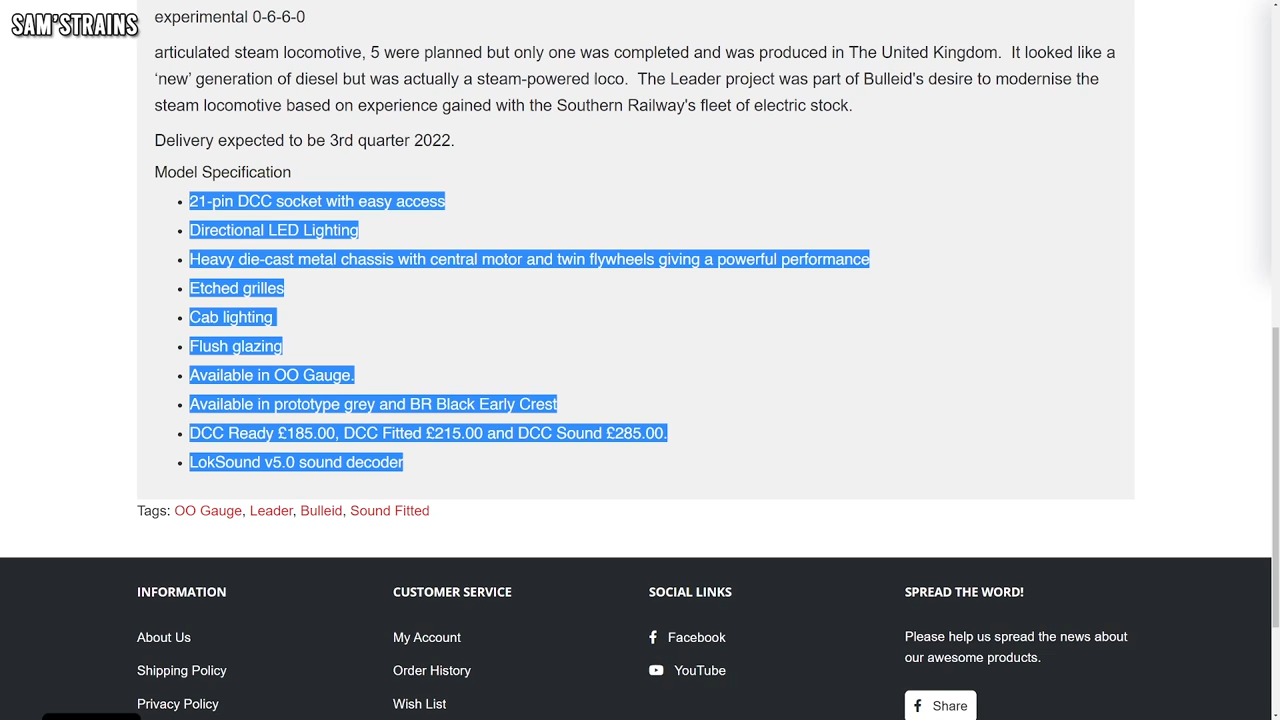 SAM'STRAINS
experimental 0-6-6-0
articulated steam locomotive, 5 were planned but only one was completed and was produced in The United Kingdom.  It looked like a
‘new’ generation of diesel but was actually a steam-powered loco.  The Leader project was part of Bulleid's desire to modernise the
steam locomotive based on experience gained with the Southern Railway's fleet of electric stock.
Delivery expected to be 3rd quarter 2022.
Model Specification
• 21-pin DCC socket with easy access
• Directional LED Lighting
• Heavy die-cast metal chassis with central motor and twin flywheels giving a powerful performance
• Etched grilles
• Cab lighting
• Flush glazing
• Available in OO Gauge.
• Available in prototype grey and BR Black Early Crest
• DCC Ready £185.00, DCC Fitted £215.00 and DCC Sound £285.00.
• LokSound v5.0 sound decoder
Tags: OO Gauge, Leader, Bulleid, Sound Fitted
INFORMATION
About Us
Shipping Policy
Privacy Policy
CUSTOMER SERVICE
My Account
Order History
Wish List
SOCIAL LINKS
Facebook
YouTube
SPREAD THE WORD!
Please help us spread the news about
our awesome products.
Share